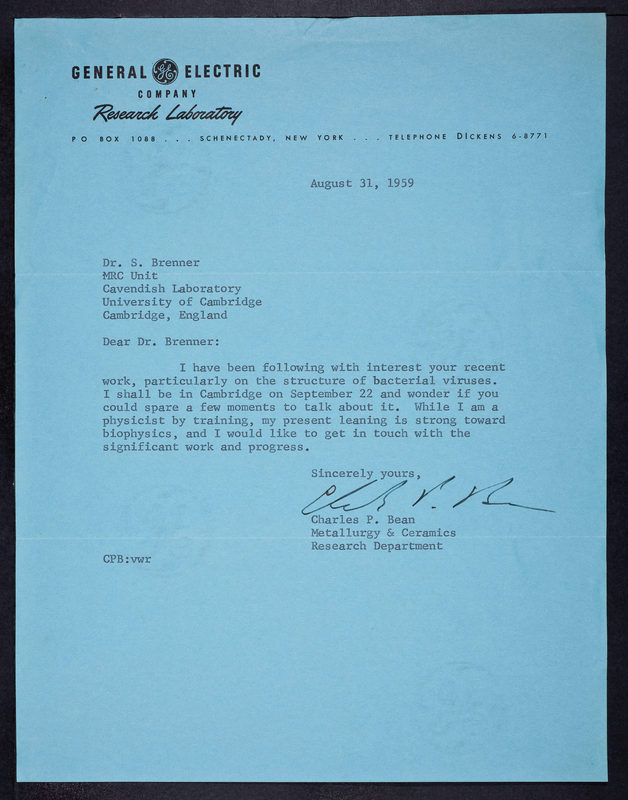 GENERAL GE ELECTRIC
COMPANY
Research Laboratory
PO BOX 1088 . . . SCHENECTADY, NEW YORK . . . TELEPHONE DICKENS 6-8771
August 31, 1959
Dr. S. Brenner
MRC Unit
Cavendish Laboratory
University of Cambridge
Cambridge, England
Dear Dr. Brenner:
I have been following with interest your recent
work, particularly on the structure of bacterial viruses.
I shall be in Cambridge on September 22 and wonder if you
could spare a few moments to talk about it. While I am a
physicist by training, my present leaning is strong toward
biophysics, and I would like to get in touch with the
significant work and progress.
Sincerely yours,
Charles P. Bean
Charles P. Bean
Metallurgy & Ceramics
Research Department
CPB:vwr